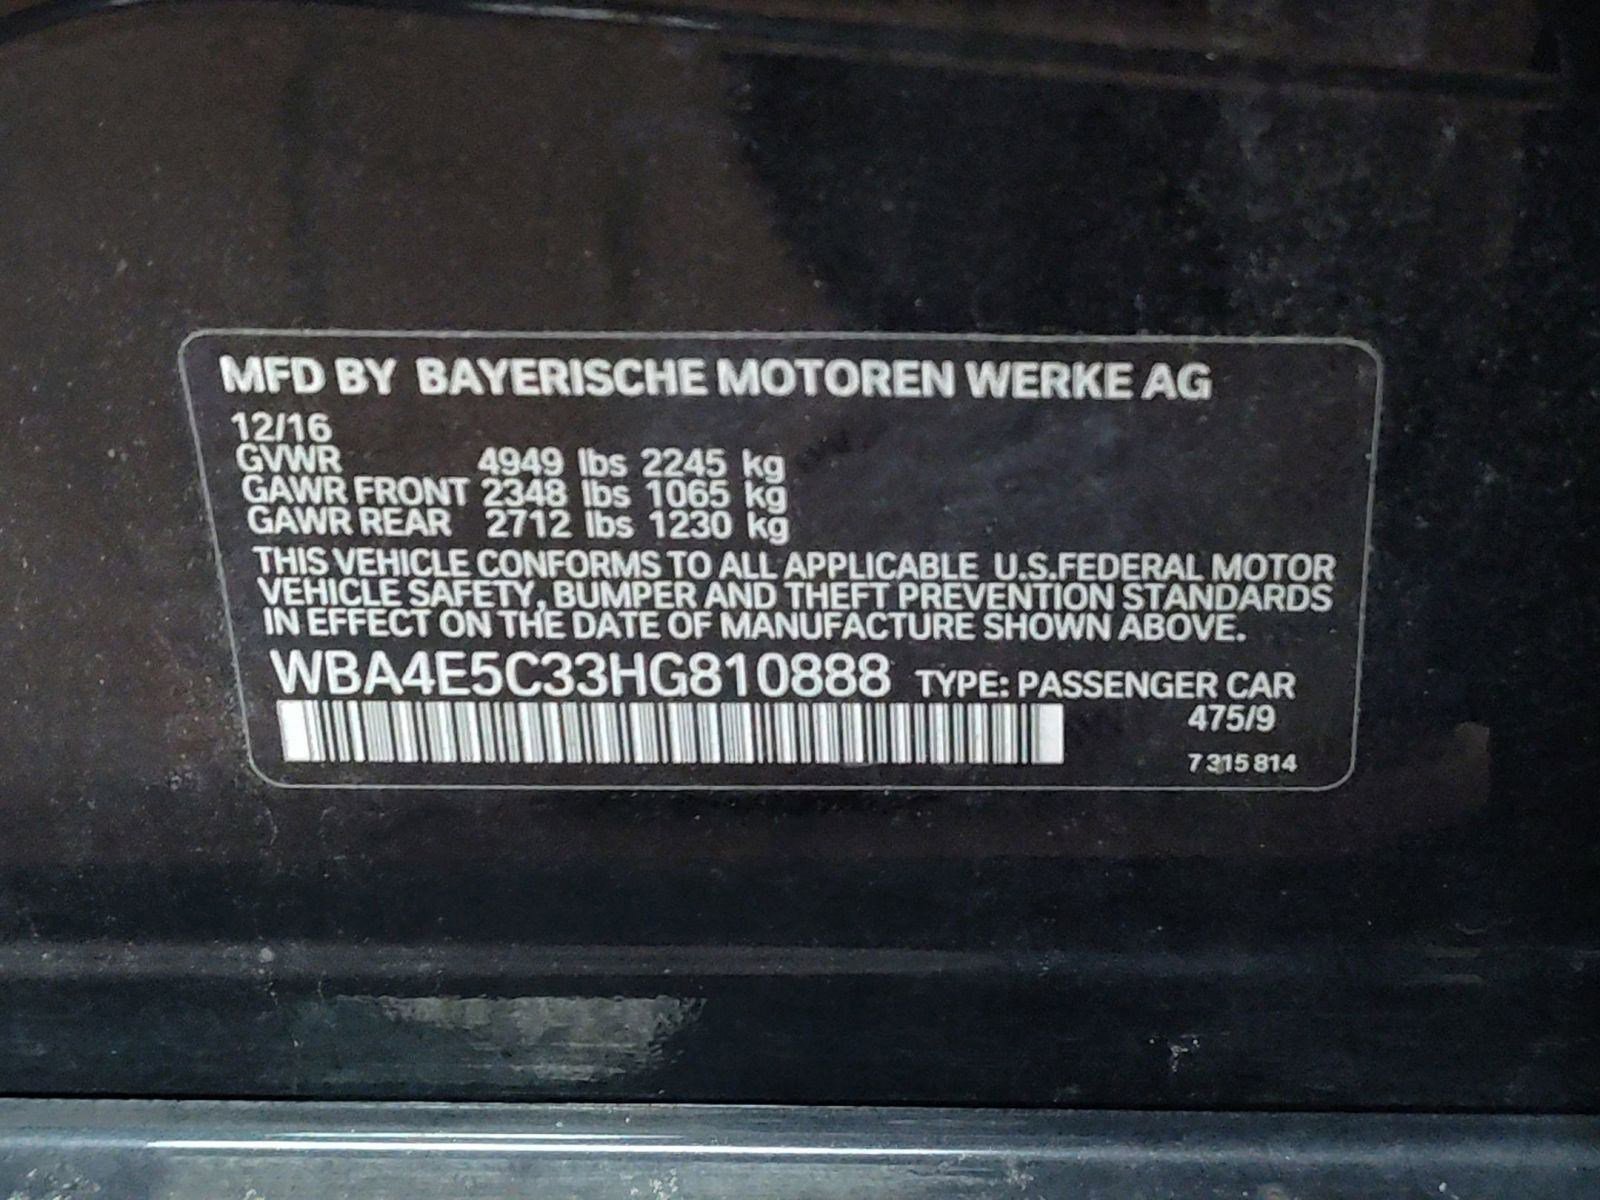 MFD BY BAYERISCHE MOTOREN WERKE AG
12/16
GVWR 4949 lbs 2245 kg
GAWR FRONT 2348 lbs 1065 kg
GAWR REAR 2712 lbs 1230 kg
THIS VEHICLE CONFORMS TO ALL APPLICABLE U.S.FEDERAL MOTOR
VEHICLE SAFETY, BUMPER AND THEFT PREVENTION STANDARDS
IN EFFECT ON THE DATE OF MANUFACTURE SHOWN ABOVE.
WBA4E5C33HG810888 TYPE: PASSENGER CAR
475/9
7 315 814